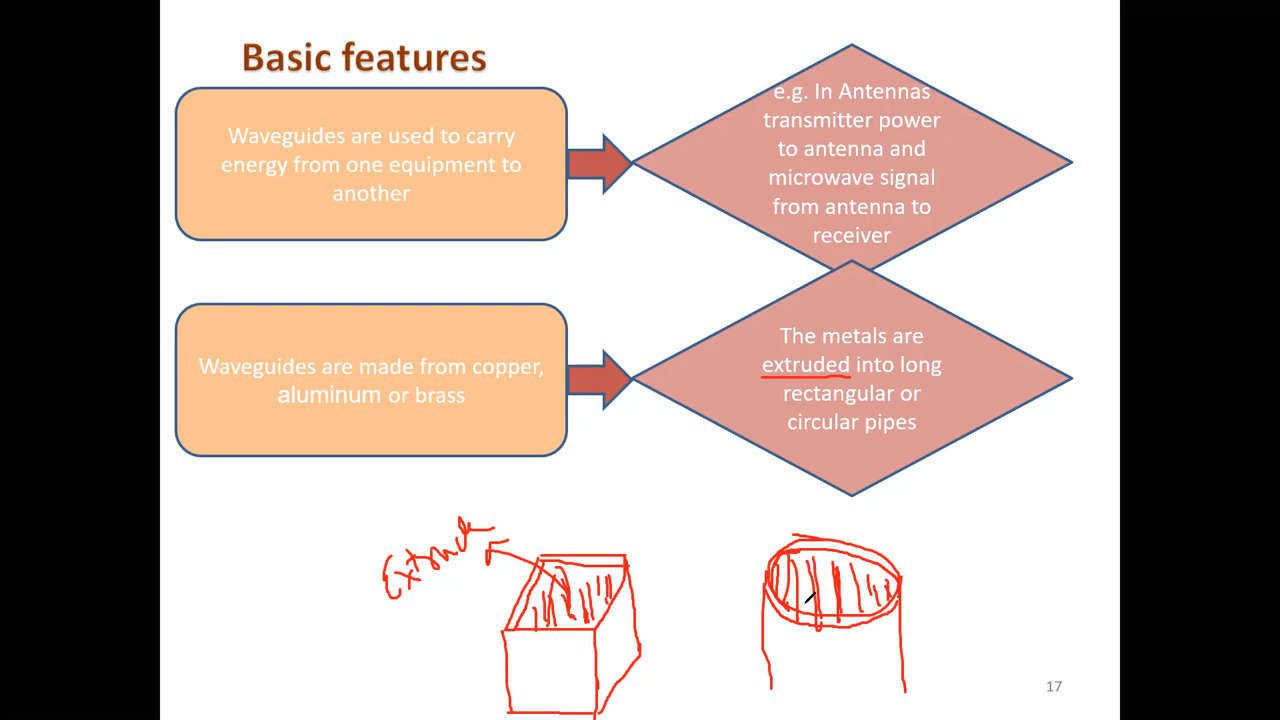 Basic features
Waveguides are used to carry
energy from one equipment to
another
e.g. In Antennas
transmitter power
to antenna and
microwave signal
from antenna to
receiver
Waveguides are made from copper,
aluminum or brass
The metals are
extruded into long
rectangular or
circular pipes
Extrude
17